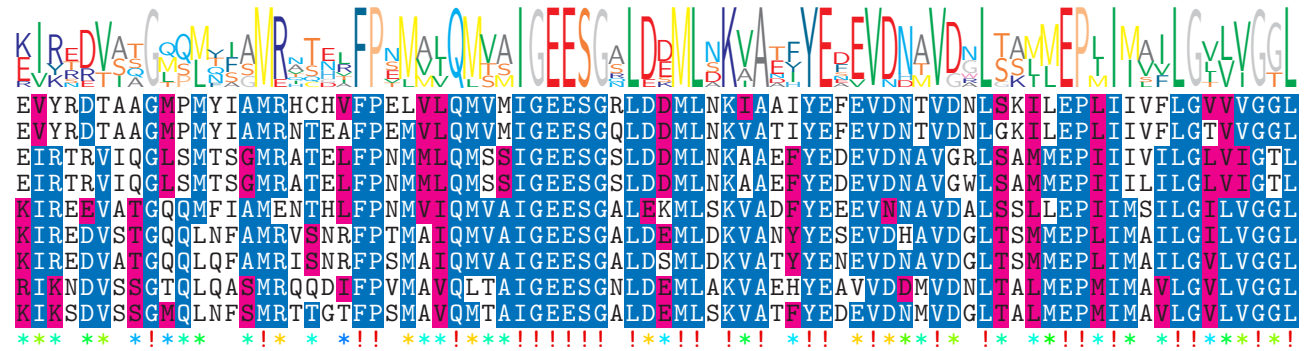 EVYRDTAAGMPMYIAMRHCHVFPELVLQMVMIGEESGRLDDMLNKIAAIYEFEVDNTVDNLSKILEPLIIVFLGVVVGGL
EVYRDTAAGMPMYIAMRNTEAFPEMVLQMVMIGEESGQLDDMLNKVATIYEFEVDNTVDNLGKILEPLIIVFLGTVVGGL
EIRTRVIQGLSMTSGMRATELFPNMMLQMSSIGEESGSLDDMLNKAAEFYEDEVDNAVGRLSAMMEPIIIVILGLVIGTL
EIRTRVIQGLSMTSGMRATELFPNMMLQMSSIGEESGSLDDMLNKAAEFYEDEVDNAVGWLSAMMEPIIILILGLVIGTL
KIREEVATGQQMFIAMENTHLFPNMVIQMVAIGEESGALEKMLSKVADFYEEEVNNAVDALSSLLEPIIMSILGILVGGL
KIREDVSTGQQLNFAMRVSNRFPTMAIQMVAIGEESGALDEMLDKVANYYESEVDHAVDGLTSMMEPLIMAILGILVGGL
KIREDVATGQQLQFAMRISNRFPSMAIQMVAIGEESGALDSMLDKVATYYENEVDNAVDGLTSMMEPLIMAILGVLVGGL
RIKNDVSSGTQLQASMRQQDIFPVMAVQLTAIGEESGNLDEMLAKVAEHYEAVVDDMVDNLTALMEPMIMAVLGVLVGGL
KIKSDVSSGMQLNFSMRTTGTFPSMAVQMTAIGEESGALDEMLSKVATFYEDEVDNMVDGLTALMEPMIMAVLGVLVGGL